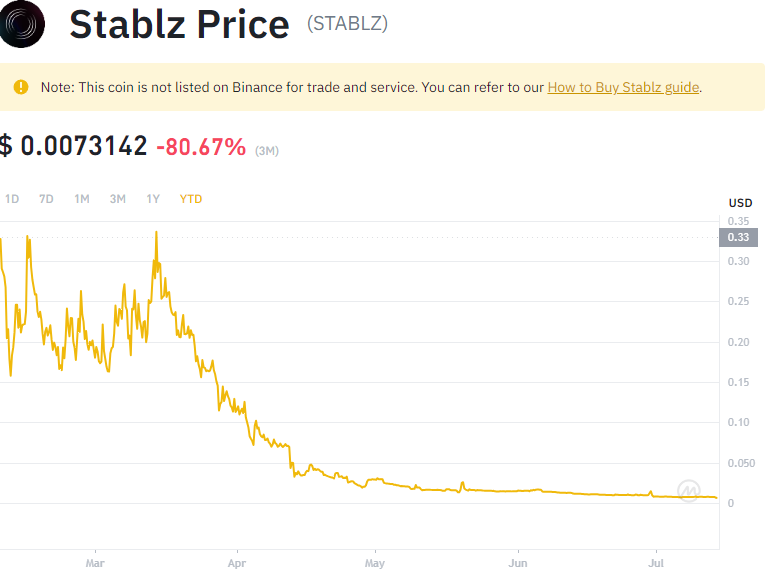 Stablz Price (STABLZ)
Note: This coin is not listed on Binance for trade and service. You can refer to our How to Buy Stablz guide.
$ 0.0073142 -80.67% (3M)
1D 7D 1M 3M 1Y YTD
USD
0.35
0.33
0.30
0.25
0.20
0.15
0.10
0.050
0
Mar Apr May Jun Jul